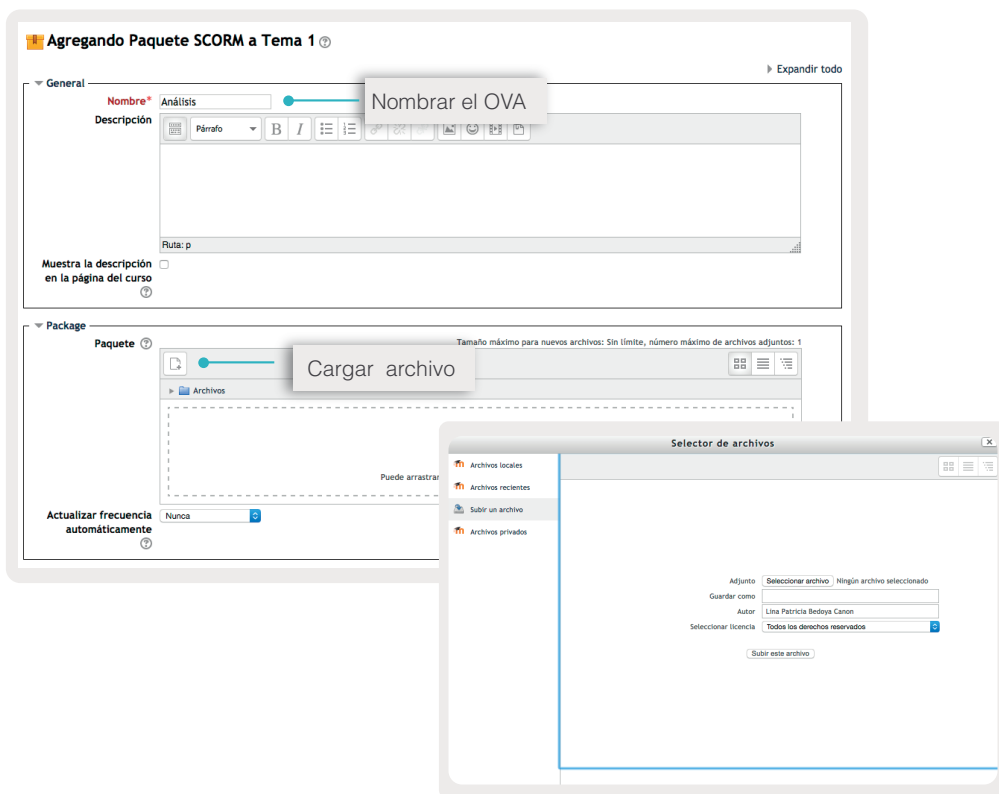 Agregando Paquete SCORM a Tema 1
Expandir todo
General
Nombre* Análisis
Nombrar el OVA
Descripción
Párrafo
B I
Ruta: p
Muestra la descripción
en la página del curso
Package
Paquete
Tamaño máximo para nuevos archivos: Sin límite, número máximo de archivos adjuntos: 1
Cargar archivo
Archivos
Puede arrastrar
Actualizar frecuencia
automáticamente
Nunca
Selector de archivos
Archivos locales
Archivos recientes
Subir un archivo
Archivos privados
Adjunto Seleccionar archivo Ningún archivo seleccionado
Guardar como
Autor Lina Patricia Bedoya Canon
Seleccionar licencia Todos los derechos reservados
Subir este archivo